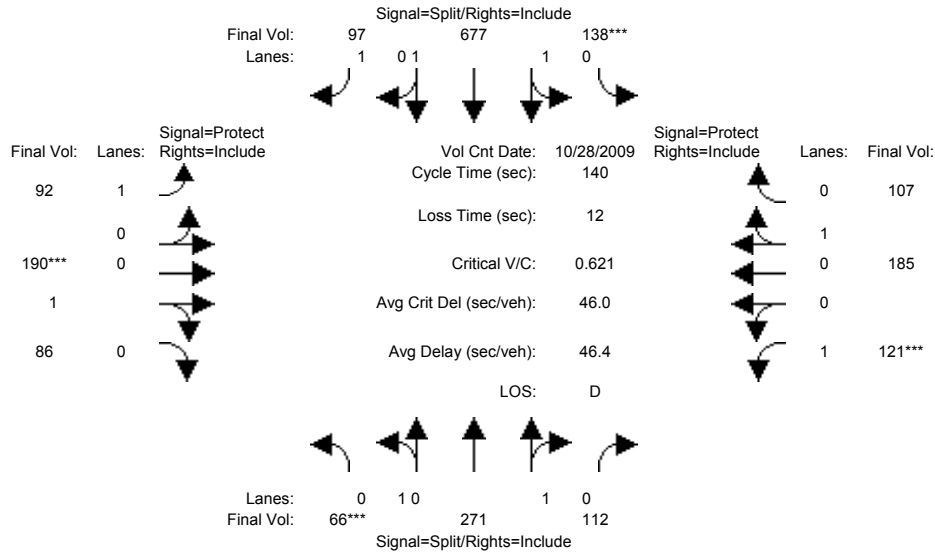 Signal=Split/Rights=Include
Final Vol: 97 677 138***
Lanes: 1 0 1 1 0
Signal=Protect Signal=Protect
Final Vol: Lanes: Rights=Include Vol Cnt Date: 10/28/2009 Rights=Include Lanes: Final Vol:
Cycle Time (sec): 140
92 1 0 107
Loss Time (sec): 12
0 1
190*** 0 Critical V/C: 0.621 0 185
1 0 Avg Crit Del (sec/veh): 46.0 0
86 0 Avg Delay (sec/veh): 46.4 1 121***
LOS: D
Lanes: 0 1 0 1 0
Final Vol: 66*** 271 112
Signal=Split/Rights=Include